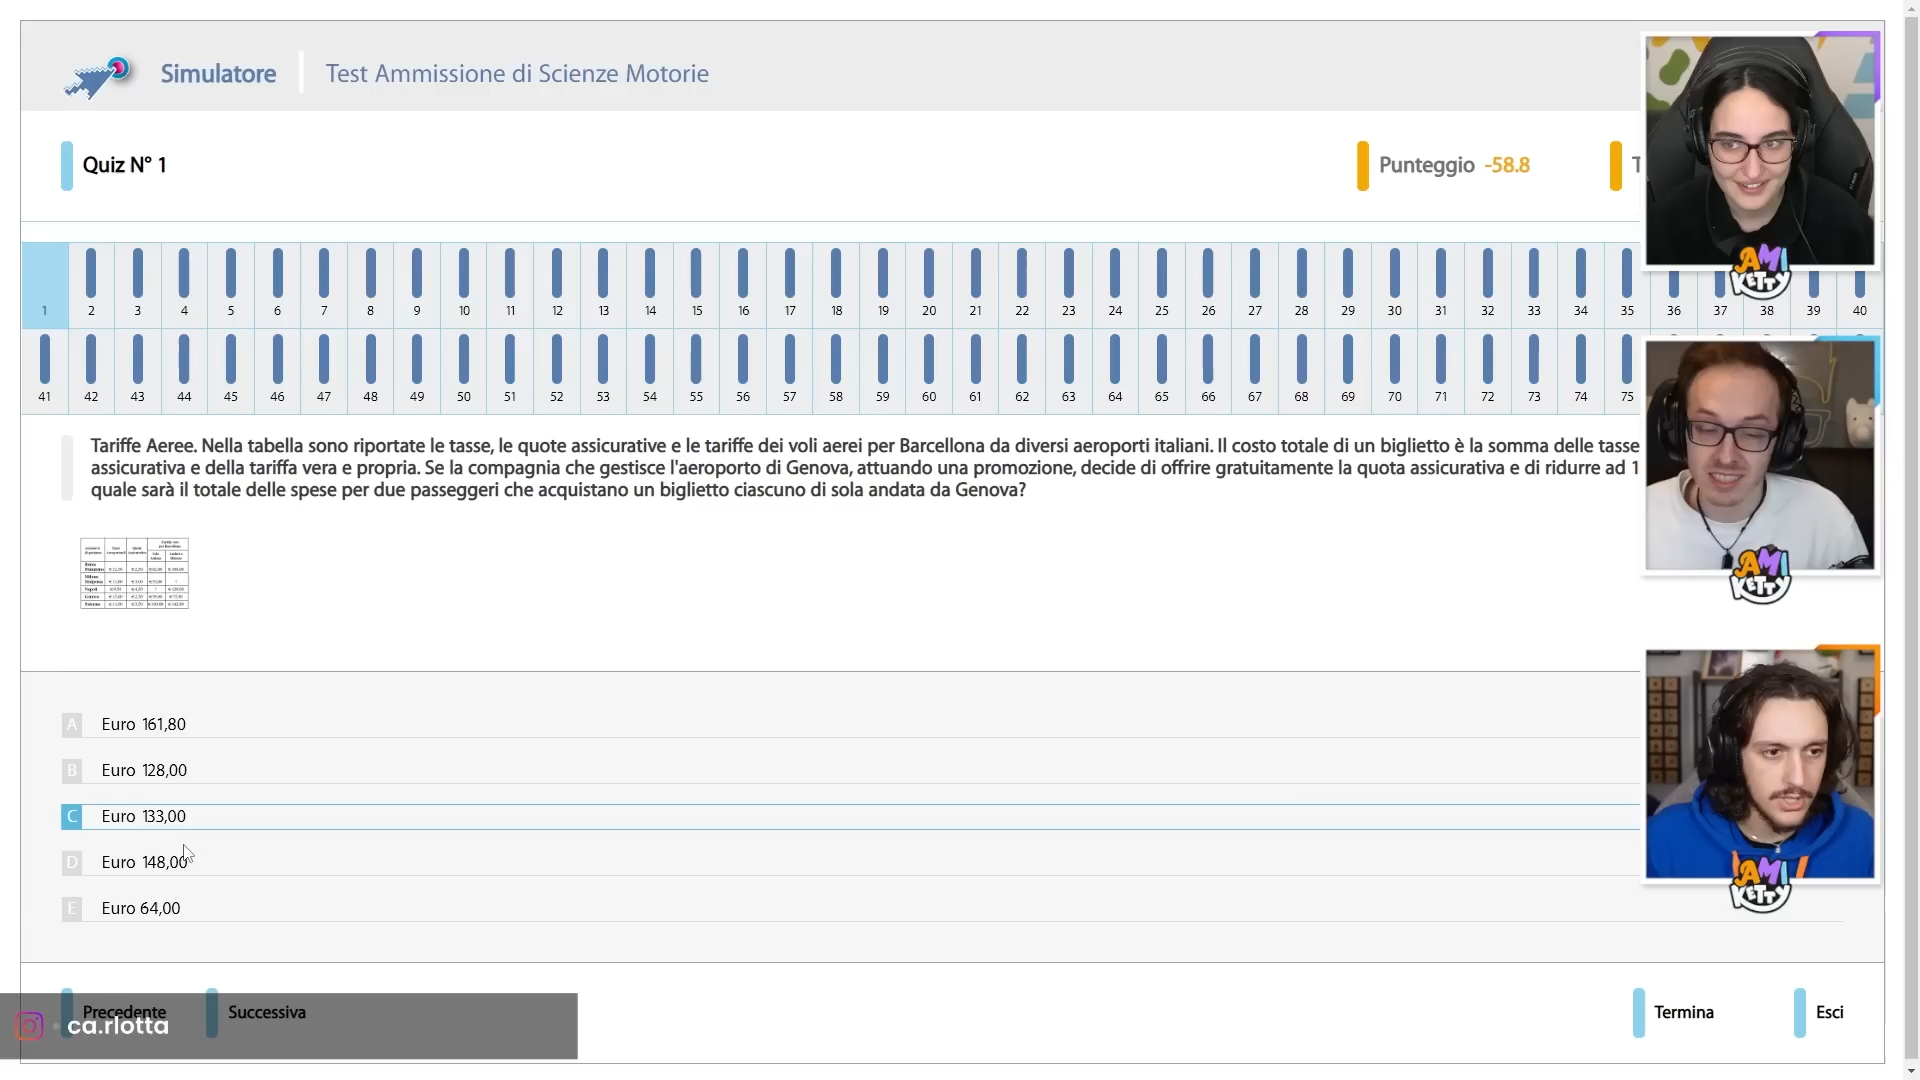 Simulatore
Test Ammissione di Scienze Motorie
Quiz N° 1
Punteggio -58.8
T
1 2 3 4 5 6 7 8 9 10 11 12 13 14 15 16 17 18 19 20 21 22 23 24 25 26 27 28 29 30 31 32 33 34 35 36 37 38 39 40
41 42 43 44 45 46 47 48 49 50 51 52 53 54 55 56 57 58 59 60 61 62 63 64 65 66 67 68 69 70 71 72 73 74 75
Tariffe Aeree. Nella tabella sono riportate le tasse, le quote assicurative e le tariffe dei voli aerei per Barcellona da diversi aeroporti italiani. Il costo totale di un biglietto è la somma delle tasse
assicurativa e della tariffa vera e propria. Se la compagnia che gestisce l'aeroporto di Genova, attuando una promozione, decide di offrire gratuitamente la quota assicurativa e di ridurre ad 1
quale sarà il totale delle spese per due passeggeri che acquistano un biglietto ciascuno di sola andata da Genova?
A Euro 161,80
B Euro 128,00
C Euro 133,00
D Euro 148,00
E Euro 64,00
Precedente
Successiva
Termina
Esci
ca.rlotta
AMI
KETTY
AMI
KETTY
AMI
KETTY